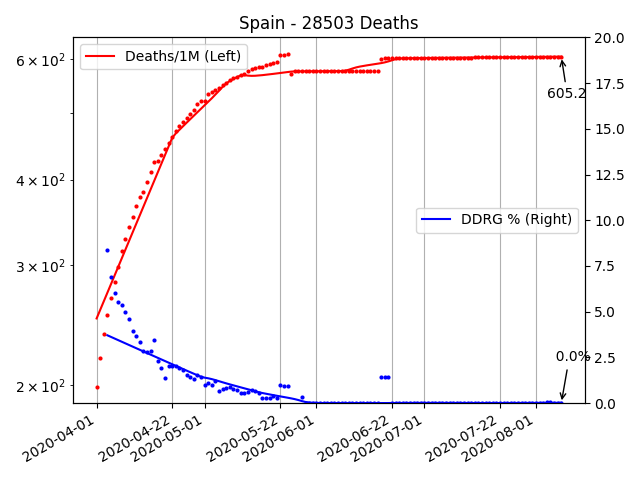 Spain - 28503 Deaths
Deaths/1M (Left)
DDRG % (Right)
605.2
0.0%
6 × 10²
4 × 10²
3 × 10²
2 × 10²
20.0
17.5
15.0
12.5
10.0
7.5
5.0
2.5
0.0
2020-04-01
2020-04-22
2020-05-01
2020-05-22
2020-06-01
2020-06-22
2020-07-01
2020-07-22
2020-08-01